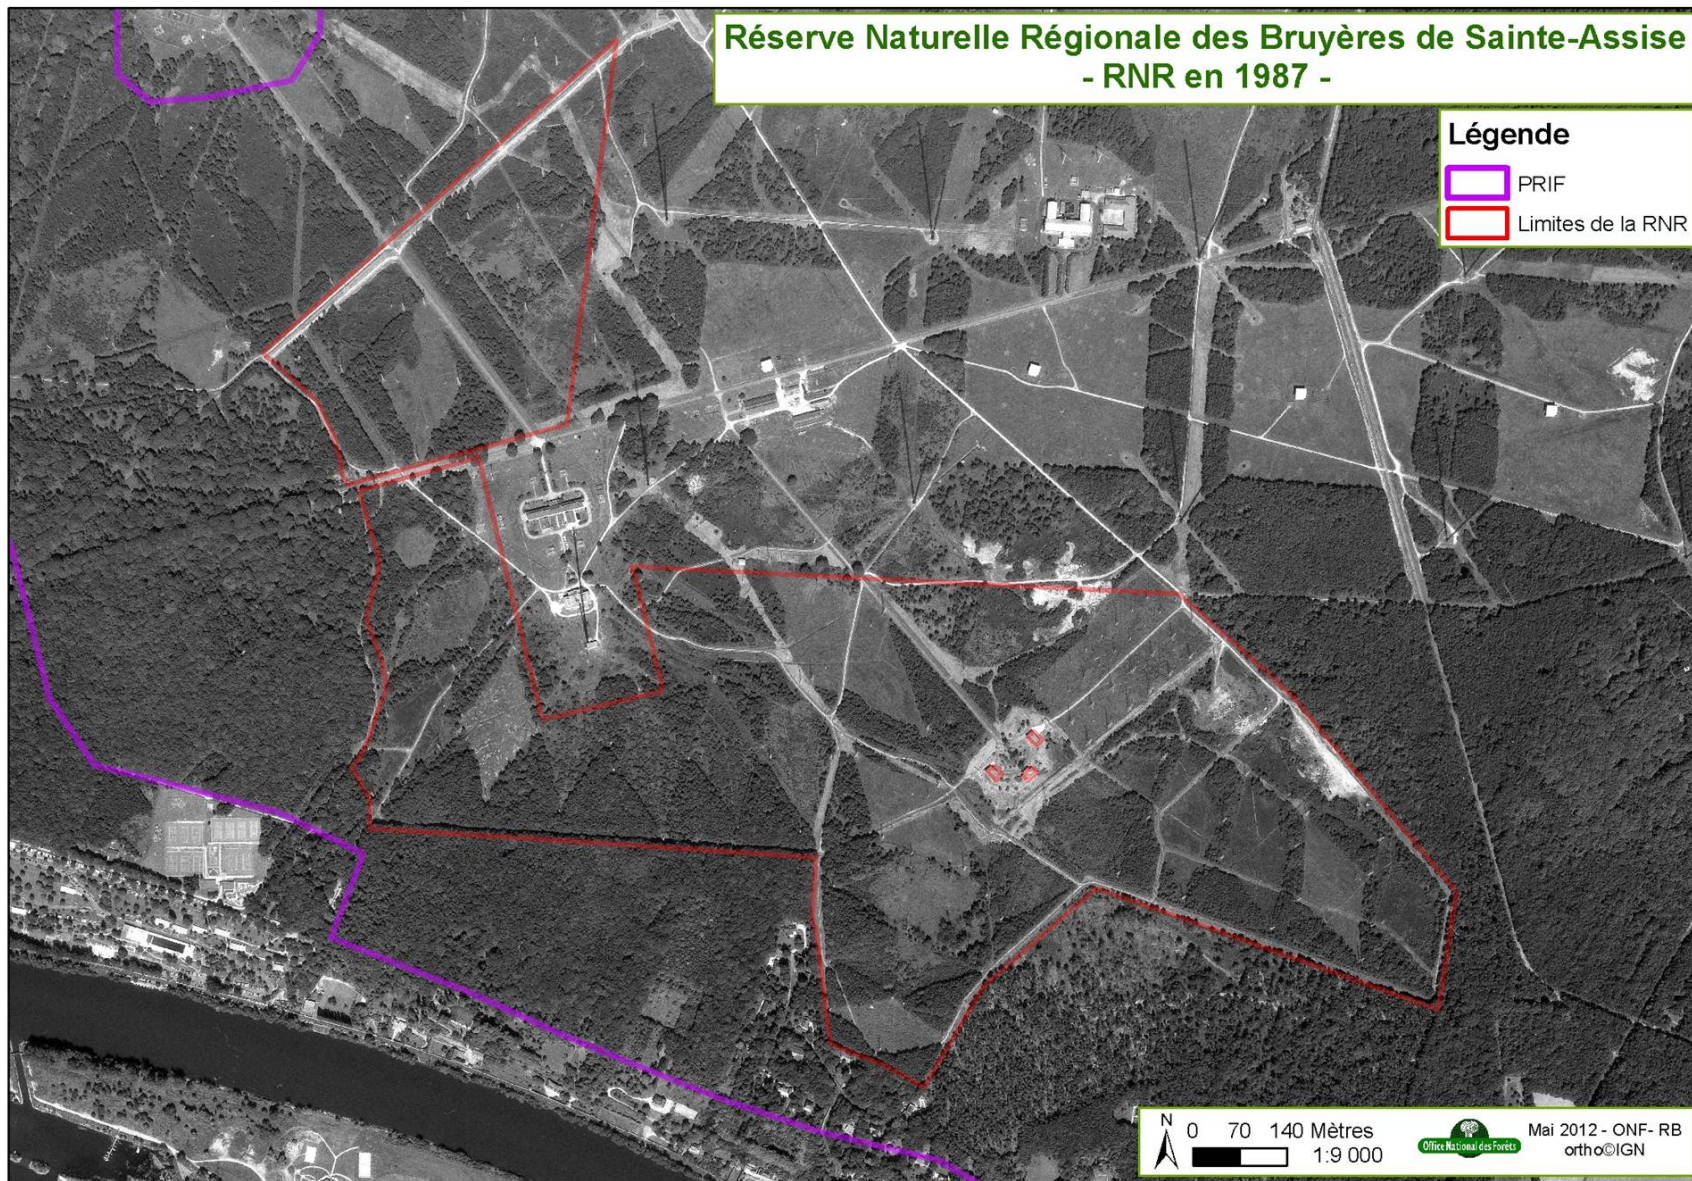 Réserve Naturelle Régionale des Bruyères de Sainte-Assise
- RNR en 1987 -
Légende
PRIF
Limites de la RNR
N
0 70 140 Mètres
1:9 000
Office National des Forêts
Mai 2012 - ONF- RB
ortho©IGN